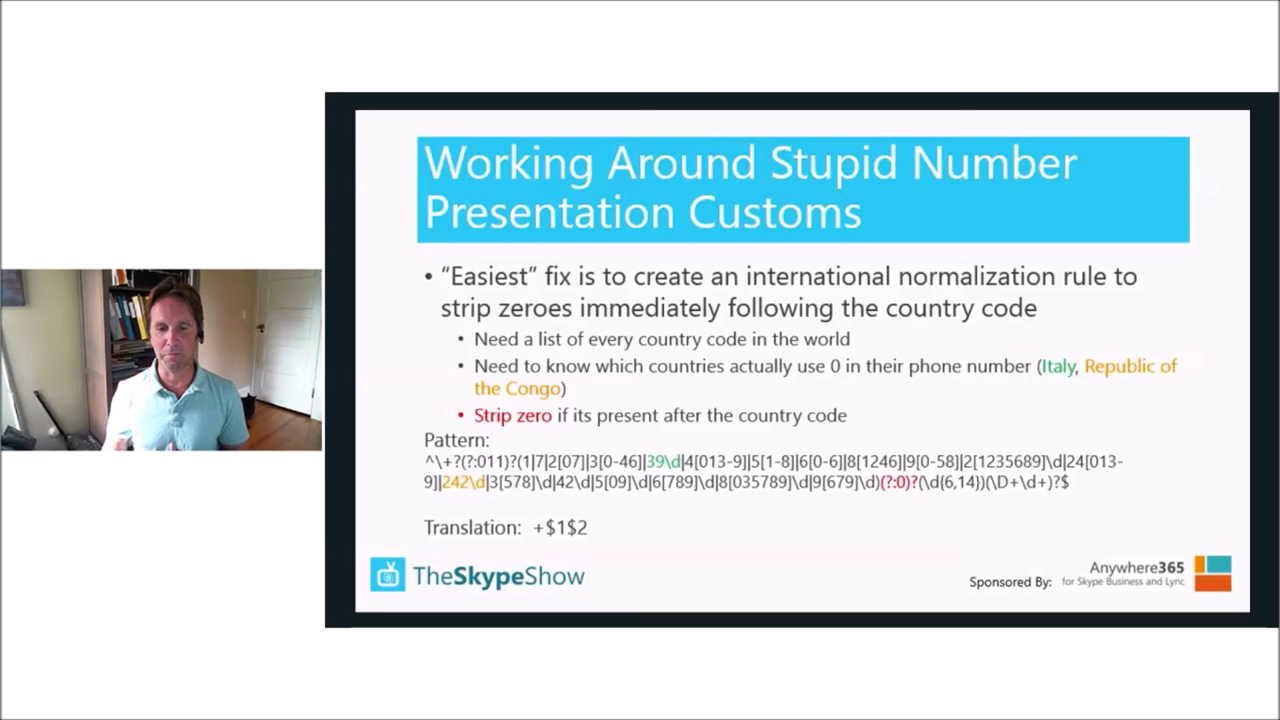 Working Around Stupid Number
Presentation Customs
• “Easiest” fix is to create an international normalization rule to
strip zeroes immediately following the country code
• Need a list of every country code in the world
• Need to know which countries actually use 0 in their phone number (Italy, Republic of
the Congo)
• Strip zero if its present after the country code
Pattern:
^\+?(?:011)?(1|7|2[07]|3[0-46]|39\d|4[013-9]|5[1-8]|6[0-6]|8[1246]|9[0-58]|2[1235689]\d|24[013-
9]|242\d|3[578]\d|42\d|5[09]\d|6[789]\d|8[035789]\d|9[679]\d)(?:0)?(\d{6,14})(\D+\d+)?$
Translation: +$1$2
TheSkypeShow
Sponsored By:
Anywhere365
for Skype Business and Lync